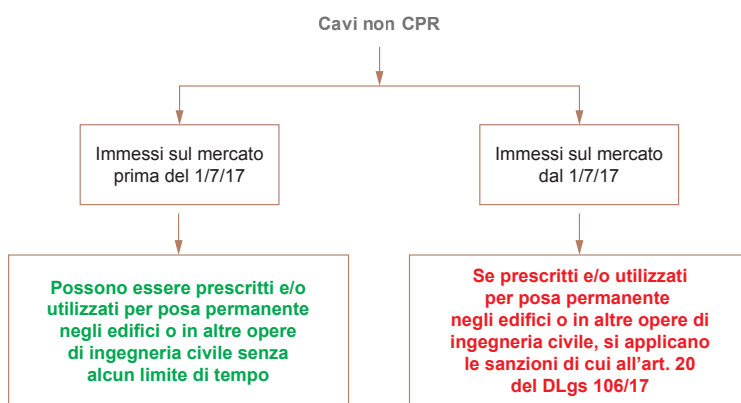 Cavi non CPR
Immessi sul mercato
prima del 1/7/17
Immessi sul mercato
dal 1/7/17
Possono essere prescritti e/o
utilizzati per posa permanente
negli edifici o in altre opere
di ingegneria civile senza
alcun limite di tempo
Se prescritti e/o utilizzati
per posa permanente
negli edifici o in altre opere di
ingegneria civile, si applicano
le sanzioni di cui all'art. 20
del DLgs 106/17